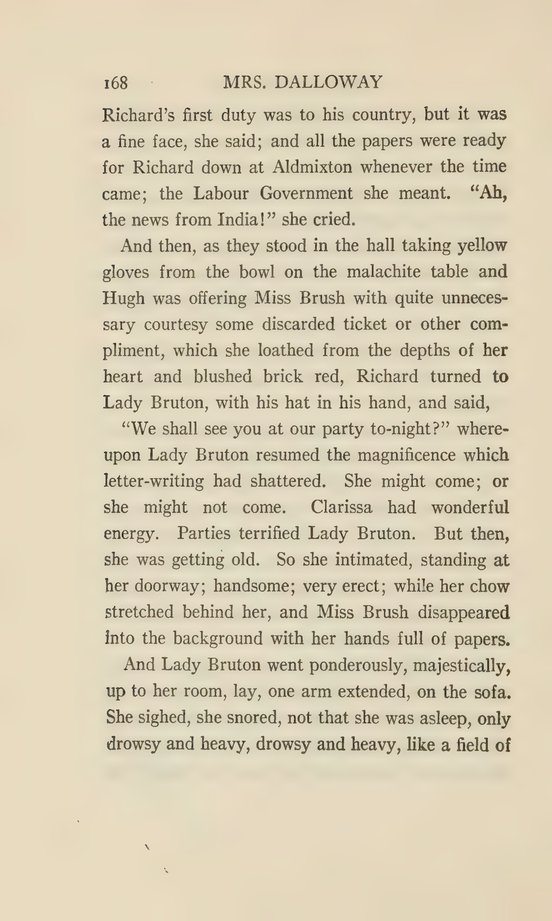 168 MRS. DALLOWAY
Richard's first duty was to his country, but it was
a fine face, she said; and all the papers were ready
for Richard down at Aldmixton whenever the time
came; the Labour Government she meant. "Ah,
the news from India!" she cried.
And then, as they stood in the hall taking yellow
gloves from the bowl on the malachite table and
Hugh was offering Miss Brush with quite unneces-
sary courtesy some discarded ticket or other com-
pliment, which she loathed from the depths of her
heart and blushed brick red, Richard turned to
Lady Bruton, with his hat in his hand, and said,
"We shall see you at our party to-night?" where-
upon Lady Bruton resumed the magnificence which
letter-writing had shattered. She might come; or
she might not come. Clarissa had wonderful
energy. Parties terrified Lady Bruton. But then,
she was getting old. So she intimated, standing at
her doorway; handsome; very erect; while her chow
stretched behind her, and Miss Brush disappeared
into the background with her hands full of papers.
And Lady Bruton went ponderously, majestically,
up to her room, lay, one arm extended, on the sofa.
She sighed, she snored, not that she was asleep, only
drowsy and heavy, drowsy and heavy, like a field of